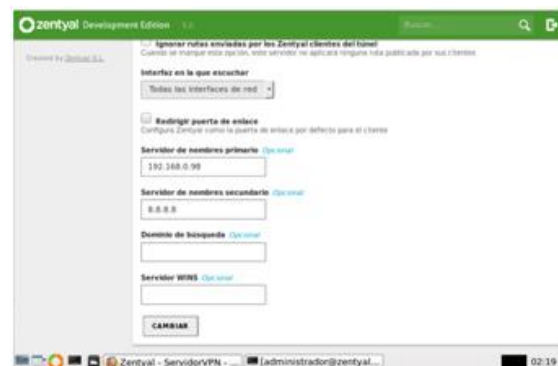 zentyal Development Edition
Buscar...
Created by Zentyal S.L.
Ignorar rutas enviadas por los Zentyal clientes del túnel
Cuando se marque esta opción, este servidor no aplicará ninguna ruta publicada por sus clientes
Interfaz en la que escuchar
Todas las interfaces de red
Redirigir puerta de enlace
Configura Zentyal como la puerta de enlace por defecto para el cliente
Servidor de nombres primario Opcional
192.168.0.98
Servidor de nombres secundario Opcional
8.8.8.8
Dominio de búsqueda Opcional
Servidor WINS Opcional
CAMBIAR
Zentyal - ServidorVPN - ...
[administrador@zentyal...
02:19